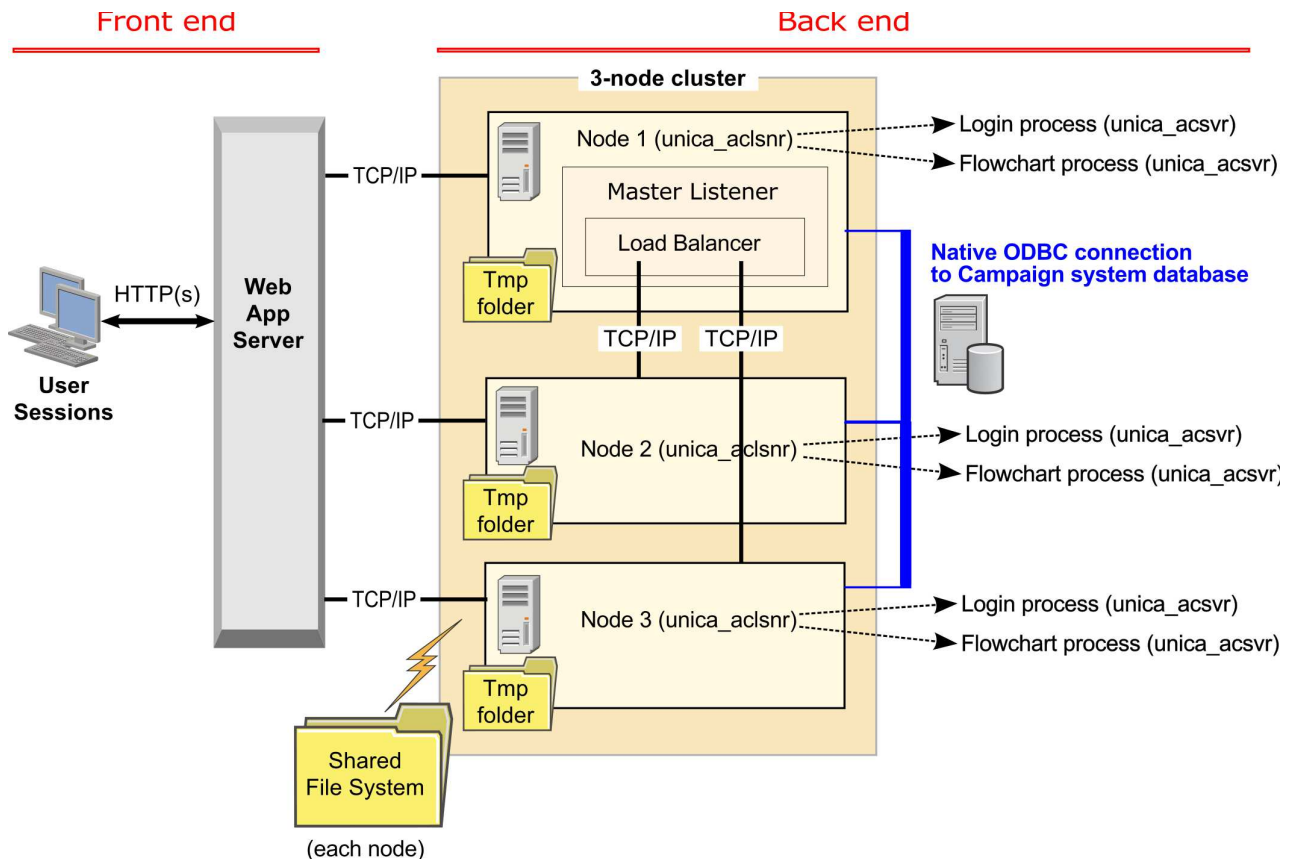 Front end
Back end
3-node cluster
Node 1 (unica_aclsnr)
Login process (unica_acsvr)
Flowchart process (unica_acsvr)
TCP/IP
Master Listener
Load Balancer
Tmp
folder
Native ODBC connection
to Campaign system database
HTTP(s)
Web
App
Server
User
Sessions
TCP/IP
TCP/IP
TCP/IP
Node 2 (unica_aclsnr)
Login process (unica_acsvr)
Flowchart process (unica_acsvr)
Tmp
folder
TCP/IP
Node 3 (unica_aclsnr)
Login process (unica_acsvr)
Flowchart process (unica_acsvr)
Tmp
folder
Shared
File System
(each node)